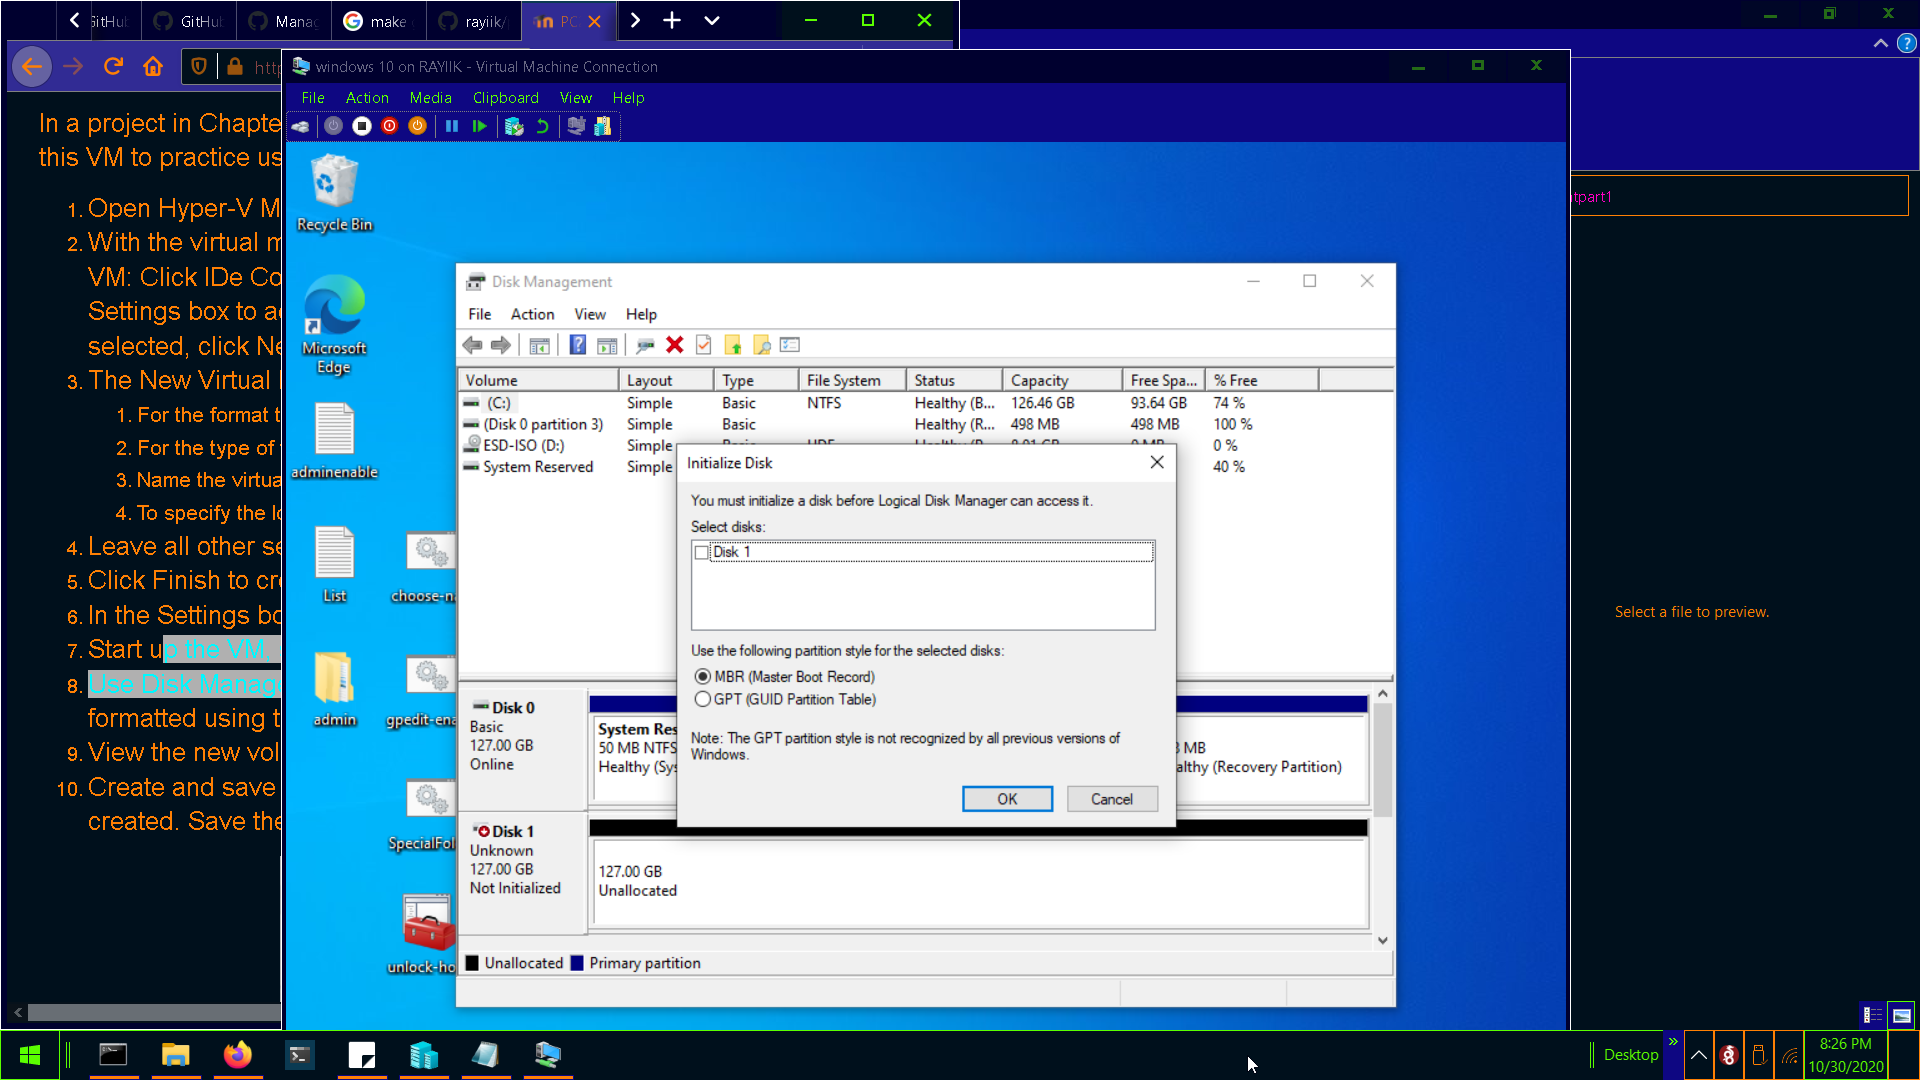 GitHub
GitHub
Manag
make
rayiik/
PC
http
windows 10 on RAYIIK - Virtual Machine Connection
File Action Media Clipboard View Help
In a project in Chapte
this VM to practice us
1. Open Hyper-V M
2. With the virtual m
VM: Click IDe Co
Settings box to a
selected, click Ne
3. The New Virtual
1. For the format t
2. For the type of
3. Name the virtua
4. To specify the lo
4. Leave all other se
5. Click Finish to cre
6. In the Settings bo
7. Start up the VM,
8. Use Disk Manage
formatted using t
9. View the new vol
10. Create and save
created. Save the
Recycle Bin
Microsoft
Edge
adminenable
List
choose-n
admin
gpedit-ena
SpecialFol
unlock-ho
Disk Management
File Action View Help
Volume Layout Type File System Status Capacity Free Spa... % Free
(C:) Simple Basic NTFS Healthy (B... 126.46 GB 93.64 GB 74 %
(Disk 0 partition 3) Simple Basic Healthy (R... 498 MB 498 MB 100 %
ESD-ISO (D:) Simple Basic UDF Healthy (P... 0 MB 0 %
System Reserved Simple 40 %
Initialize Disk
You must initialize a disk before Logical Disk Manager can access it.
Select disks:
Disk 1
Use the following partition style for the selected disks:
MBR (Master Boot Record)
GPT (GUID Partition Table)
Note: The GPT partition style is not recognized by all previous versions of
Windows.
OK Cancel
Disk 0
Basic
127.00 GB
Online
System Res
50 MB NTFS
Healthy (Sys
MB
althy (Recovery Partition)
Disk 1
Unknown
127.00 GB
Not Initialized
127.00 GB
Unallocated
Unallocated Primary partition
tpart1
Select a file to preview.
Desktop
8:26 PM
10/30/2020